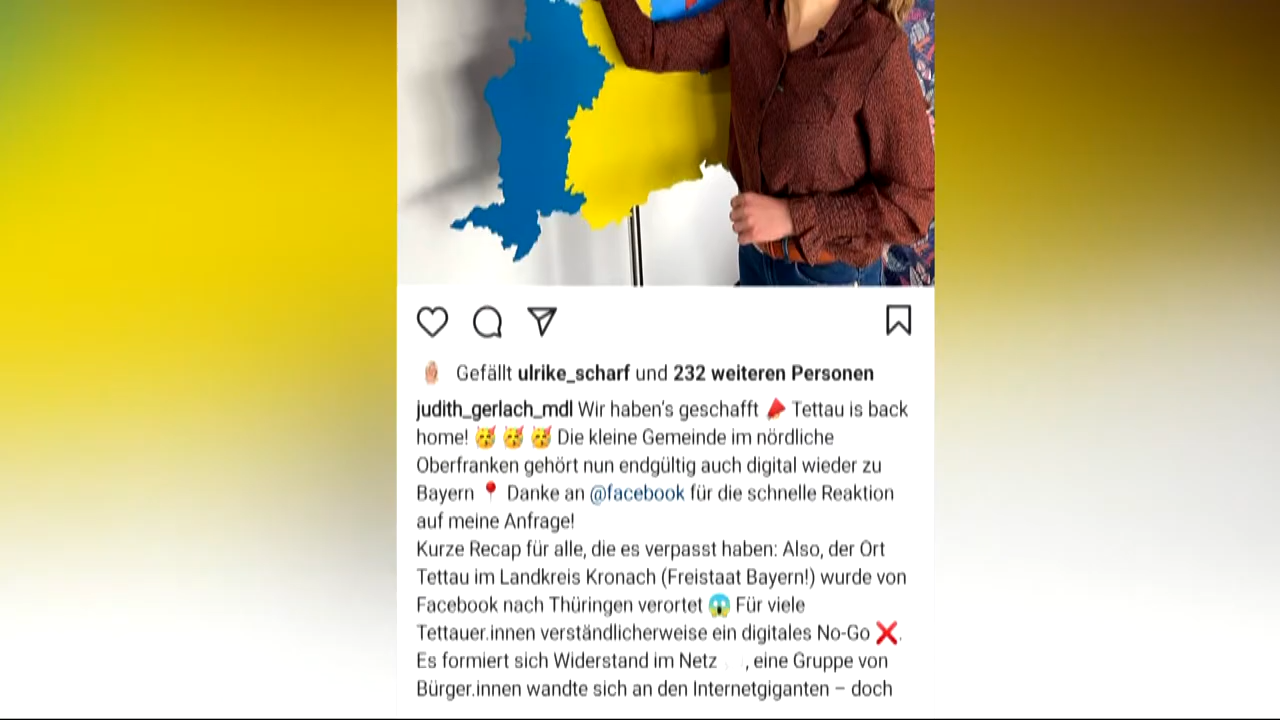 Gefällt ulrike_scharf und 232 weiteren Personen
judith_gerlach_mdl Wir haben's geschafft 📣 Tettau is back
home! 🥳 🥳 🥳 Die kleine Gemeinde im nördliche
Oberfranken gehört nun endgültig auch digital wieder zu
Bayern 📍 Danke an @facebook für die schnelle Reaktion
auf meine Anfrage!
Kurze Recap für alle, die es verpasst haben: Also, der Ort
Tettau im Landkreis Kronach (Freistaat Bayern!) wurde von
Facebook nach Thüringen verortet 😱 Für viele
Tettauer.innen verständlicherweise ein digitales No-Go ❌.
Es formiert sich Widerstand im Netz , eine Gruppe von
Bürger.innen wandte sich an den Internetgiganten – doch